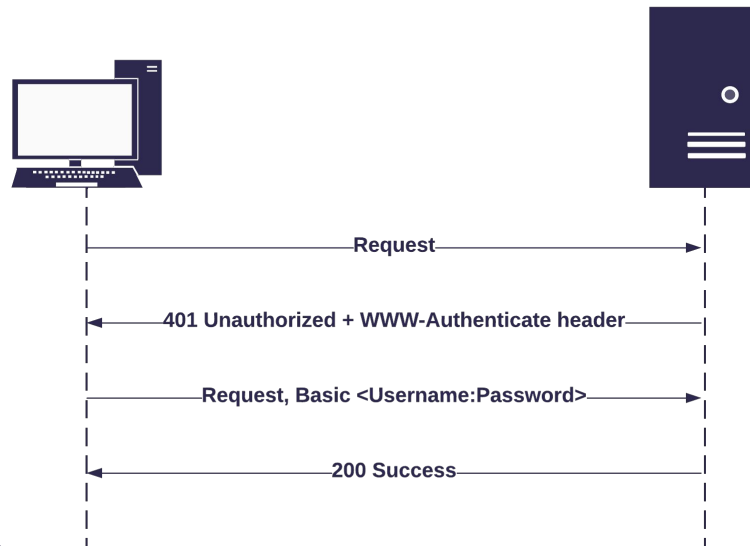 Request
401 Unauthorized + WWW-Authenticate header
Request, Basic <Username:Password>
200 Success